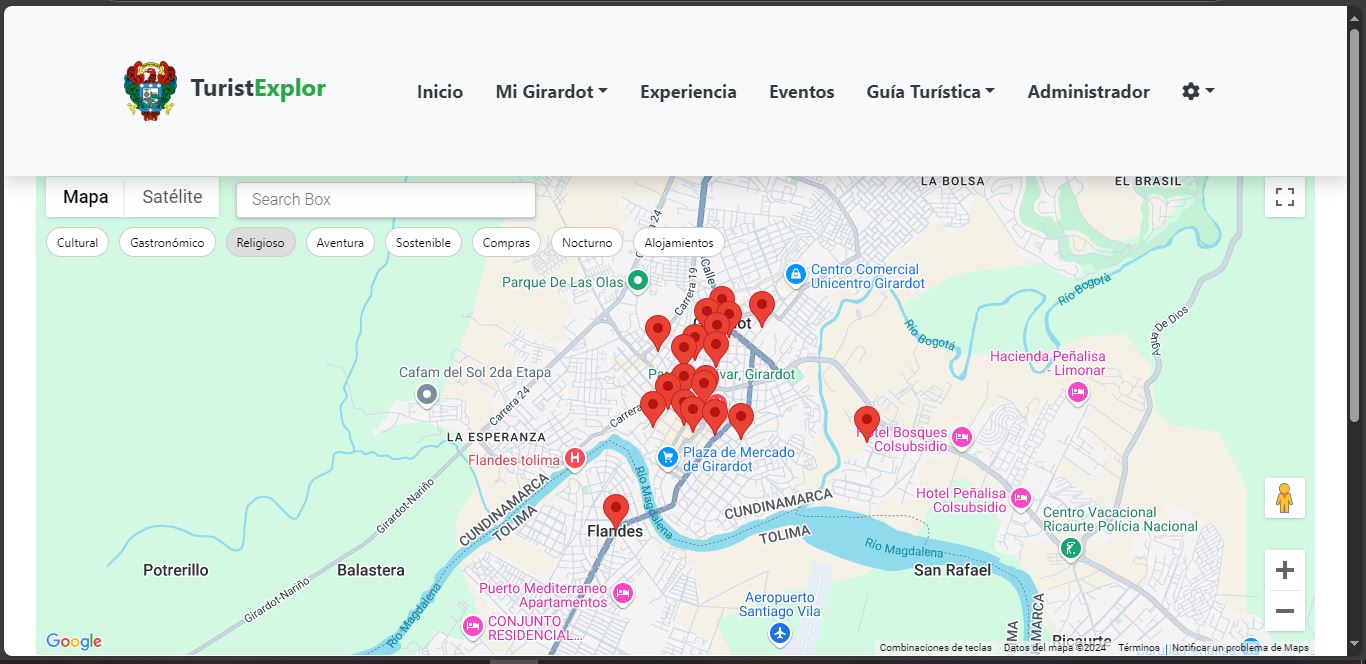 TuristExplor
Inicio
Mi Girardot
Experiencia
Eventos
Guía Turística
Administrador
Mapa
Satélite
Search Box
LA BOLSA
EL BRASIL
Cultural
Gastronómico
Religioso
Aventura
Sostenible
Compras
Nocturno
Alojamientos
Carrera 24
Calle
Carrera 19
Parque De Las Olas
Centro Comercial
Unicentro Girardot
Río Bogotá
Río Bogotá
Agua De Dios
Hacienda Peñalisa
- Limonar
Cafam del Sol 2da Etapa
Carrera 24
Carrera
Girardot
LA ESPERANZA
Flandes tolima
Plaza de Mercado
de Girardot
Hotel Bosques
Colsubsidio
Hotel Peñalisa
Colsubsidio
Centro Vacacional
Ricaurte Polícia Nacional
Girardot-Nariño
CUNDINAMARCA
TOLIMA
Río Magdalena
CUNDINAMARCA
TOLIMA
Flandes
Río Magdalena
San Rafael
Potrerillo
Balastera
Girardot-Nariño
Puerto Mediterraneo
Apartamentos
Aeropuerto
Santiago Vila
CONJUNTO
RESIDENCIAL...
Río Magdalena
Ricaurte
Google
Combinaciones de teclas
Datos del mapa ©2024
Términos
Notificar un problema de Maps